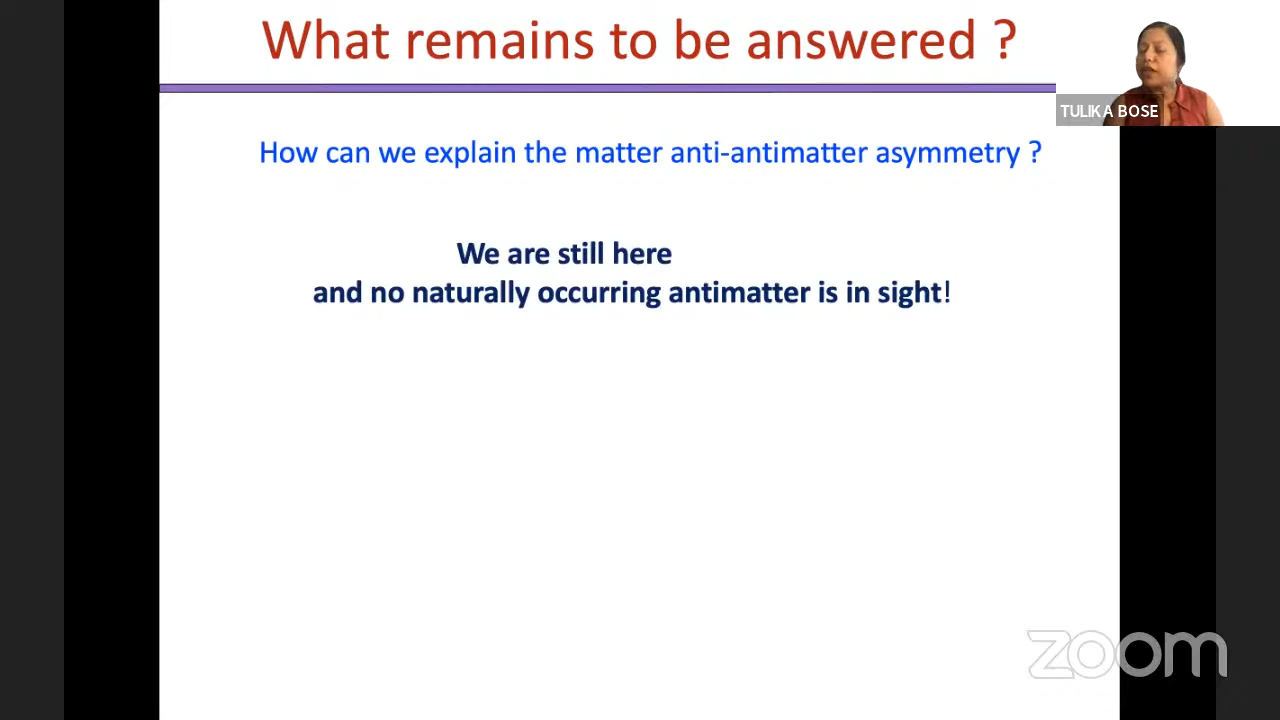 What remains to be answered ?
TULIKA BOSE
How can we explain the matter anti-antimatter asymmetry ?
We are still here
and no naturally occurring antimatter is in sight!
zoom